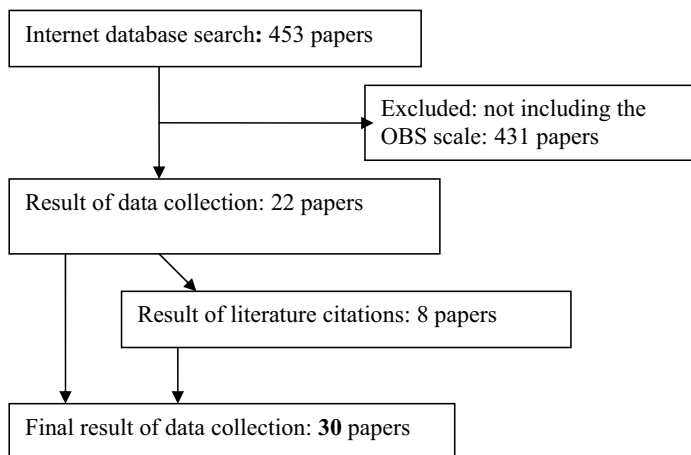 Internet database search: 453 papers
Excluded: not including the
OBS scale: 431 papers
Result of data collection: 22 papers
Result of literature citations: 8 papers
Final result of data collection: 30 papers